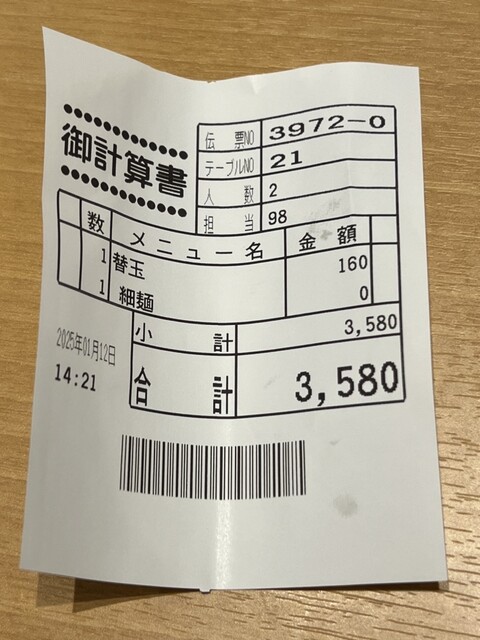 御計算書
伝票NO 3972-0
テーブルNO 21
人数 2
担当 98
数 メニュー名 金額
1 替玉 160
1 細麺 0
小計 3,580
合計 3,580
2025年01月12日
14:21